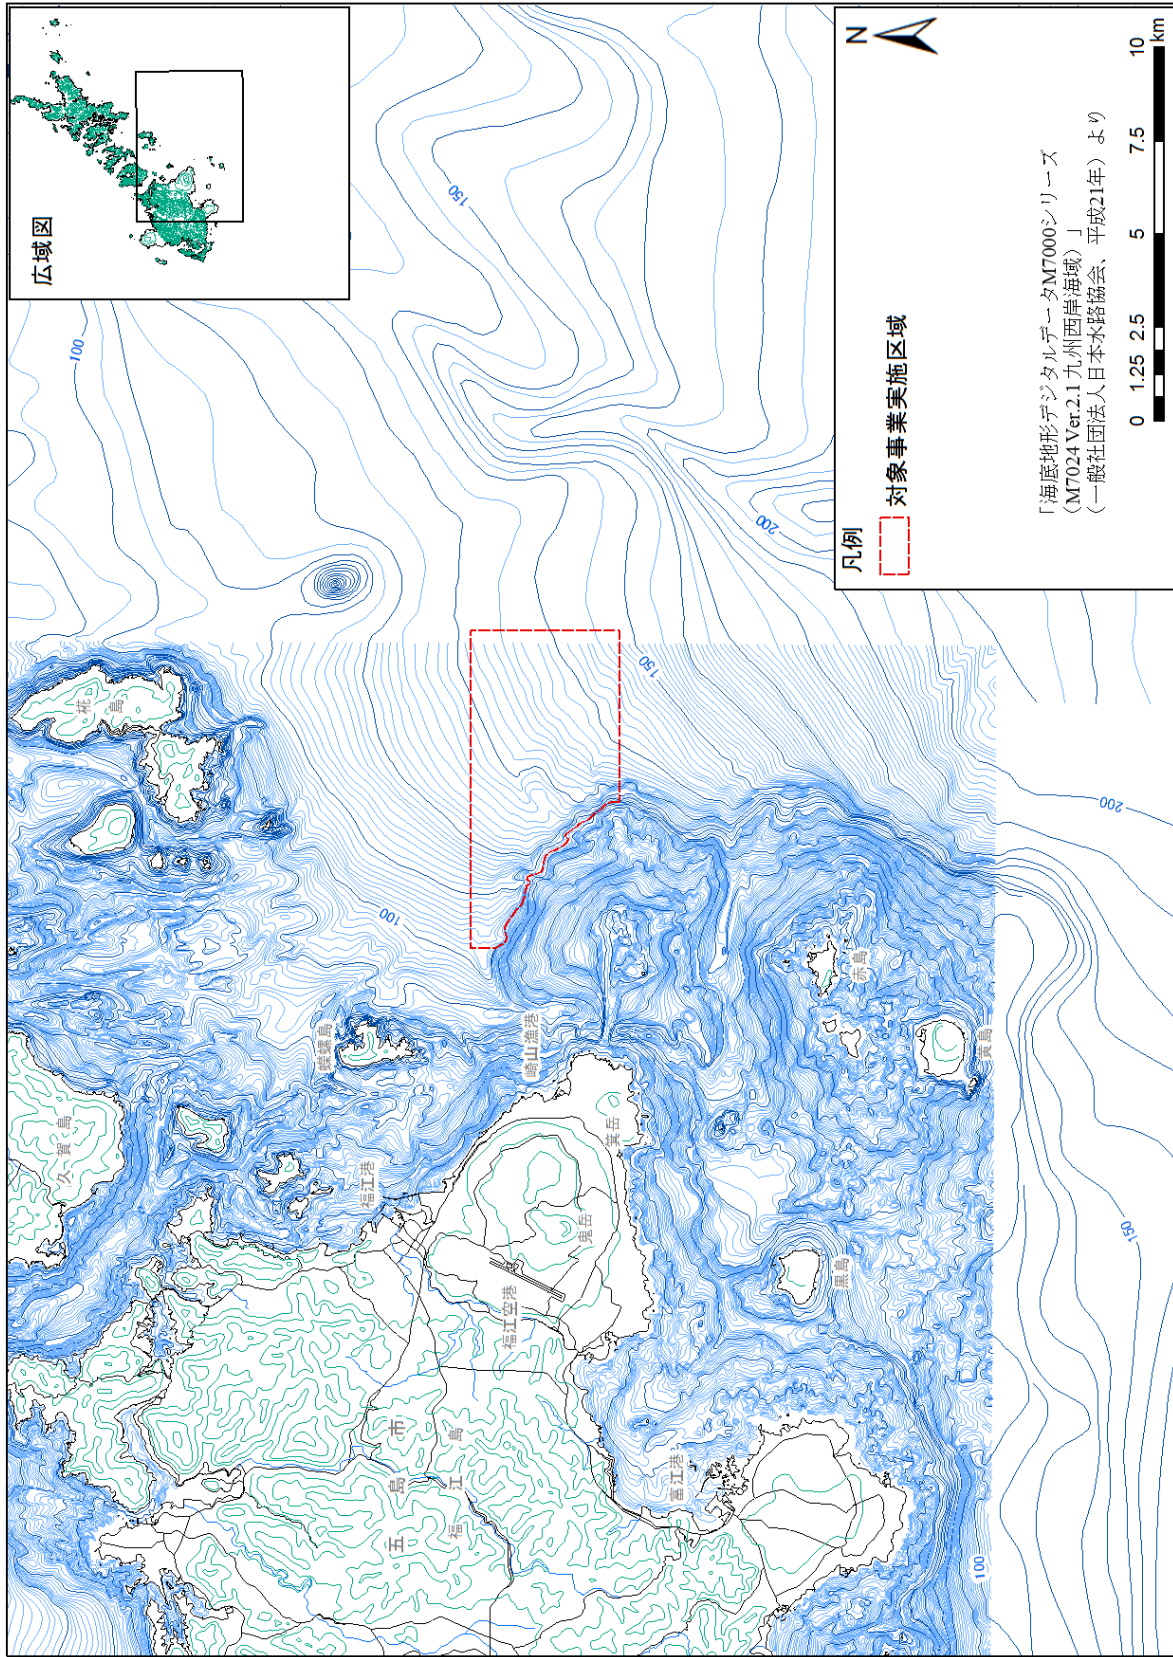 広域図
N
凡例
対象事業実施区域
「海底地形デジタルデータM7000シリーズ
(M7024 Ver.2.1 九州西岸海域)」
(一般社団法人日本水路協会、平成21年)より
0 1.25 2.5 5 7.5 10
km
椛島
久賀島
蠑螺島
福江港
崎山漁港
箕岳
鬼岳
福江空港
五島市
福江島
富江港
黒島
赤島
黄島
100
100
100
150
150
150
200
200